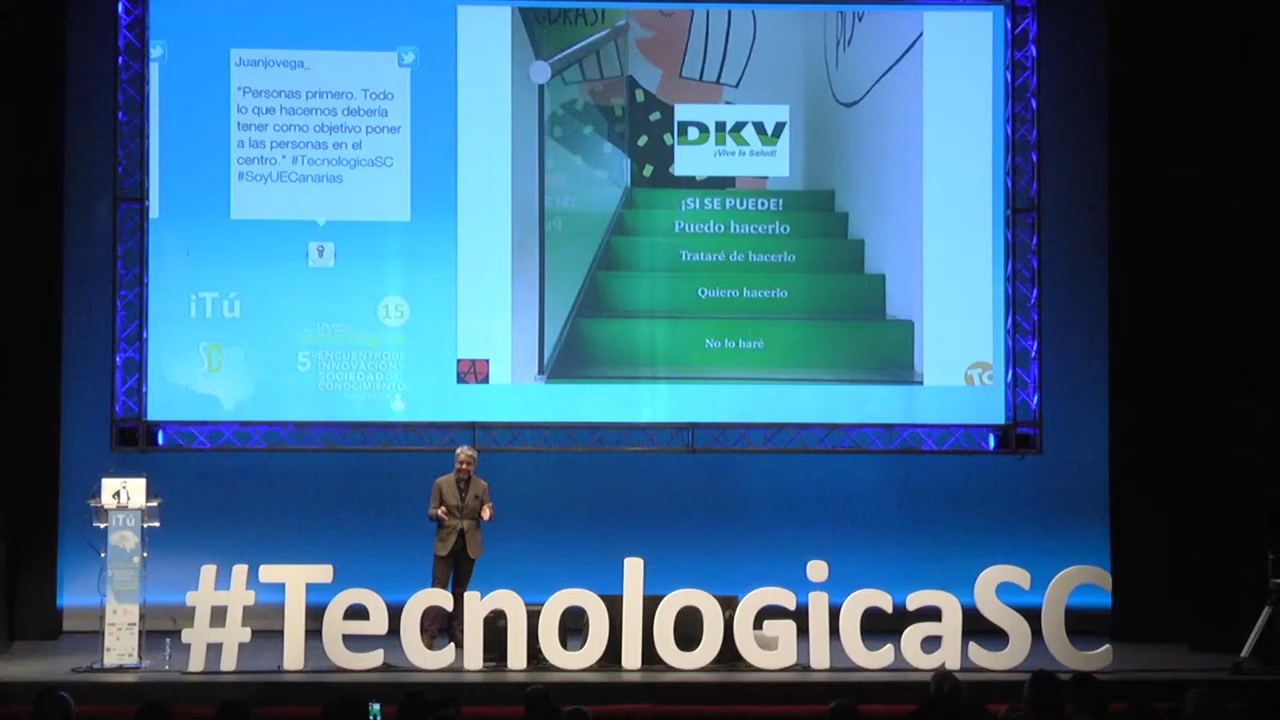 Juanjovega_
"Personas primero. Todo
lo que hacemos debería
tener como objetivo poner
a las personas en el
centro." #TecnologicaSC
#SoyUECanarias
iTú
15
5º ENCUENTRO DE
INNOVACIÓN Y
SOCIEDAD DEL
CONOCIMIENTO
DKV
¡Vive la Salud!
¡SI SE PUEDE!
Puedo hacerlo
Trataré de hacerlo
Quiero hacerlo
No lo haré
A
TC
iTÚ
#TecnologicaSC